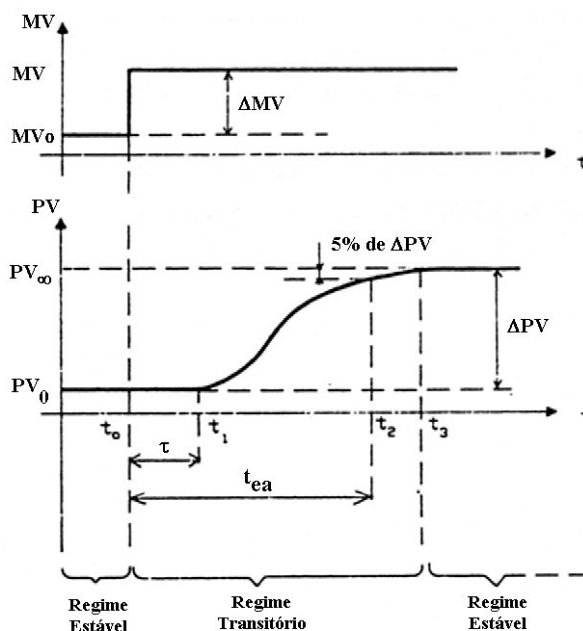 MV
MV
ΔMV
MVo
t
PV
5% de ΔPV
PV∞
ΔPV
PV0
to
t1
t2
t3
τ
tea
Regime
Estável
Regime
Transitório
Regime
Estável